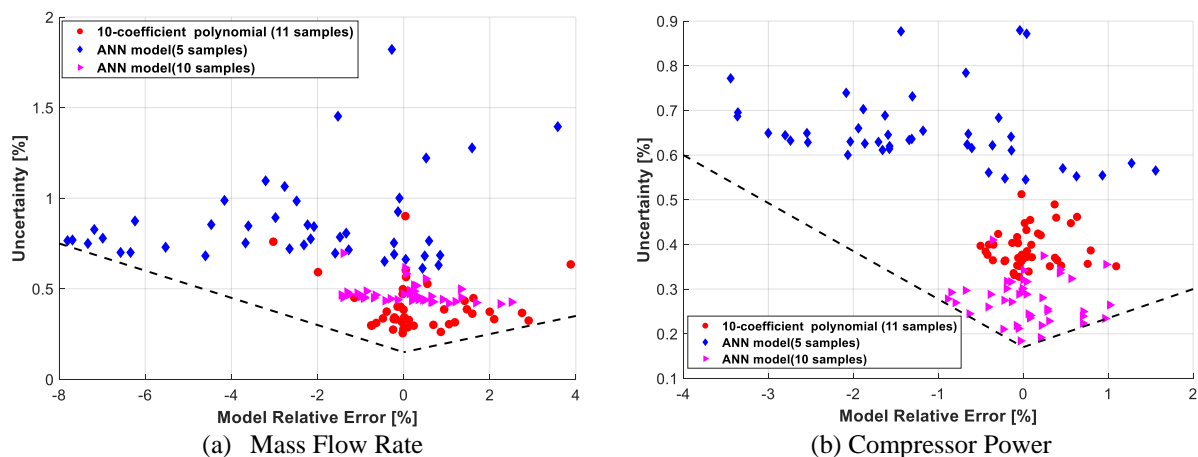 2
1.5
1
0.5
0
Uncertainty [%]
10-coefficient polynomial (11 samples)
ANN model(5 samples)
ANN model(10 samples)
-8 -6 -4 -2 0 2 4
Model Relative Error [%]
(a) Mass Flow Rate
0.9
0.8
0.7
0.6
0.5
0.4
0.3
0.2
0.1
Uncertainty [%]
10-coefficient polynomial (11 samples)
ANN model(5 samples)
ANN model(10 samples)
-4 -3 -2 -1 0 1 2
Model Relative Error [%]
(b) Compressor Power